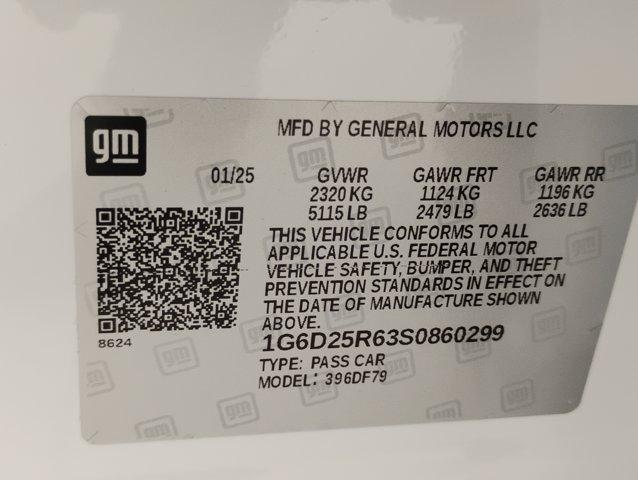 gm
MFD BY GENERAL MOTORS LLC
01/25 GVWR GAWR FRT GAWR RR
2320 KG 1124 KG 1196 KG
5115 LB 2479 LB 2636 LB
THIS VEHICLE CONFORMS TO ALL
APPLICABLE U.S. FEDERAL MOTOR
VEHICLE SAFETY, BUMPER, AND THEFT
PREVENTION STANDARDS IN EFFECT ON
THE DATE OF MANUFACTURE SHOWN
ABOVE.
8624
1G6D25R63S0860299
TYPE: PASS CAR
MODEL: 396DF79